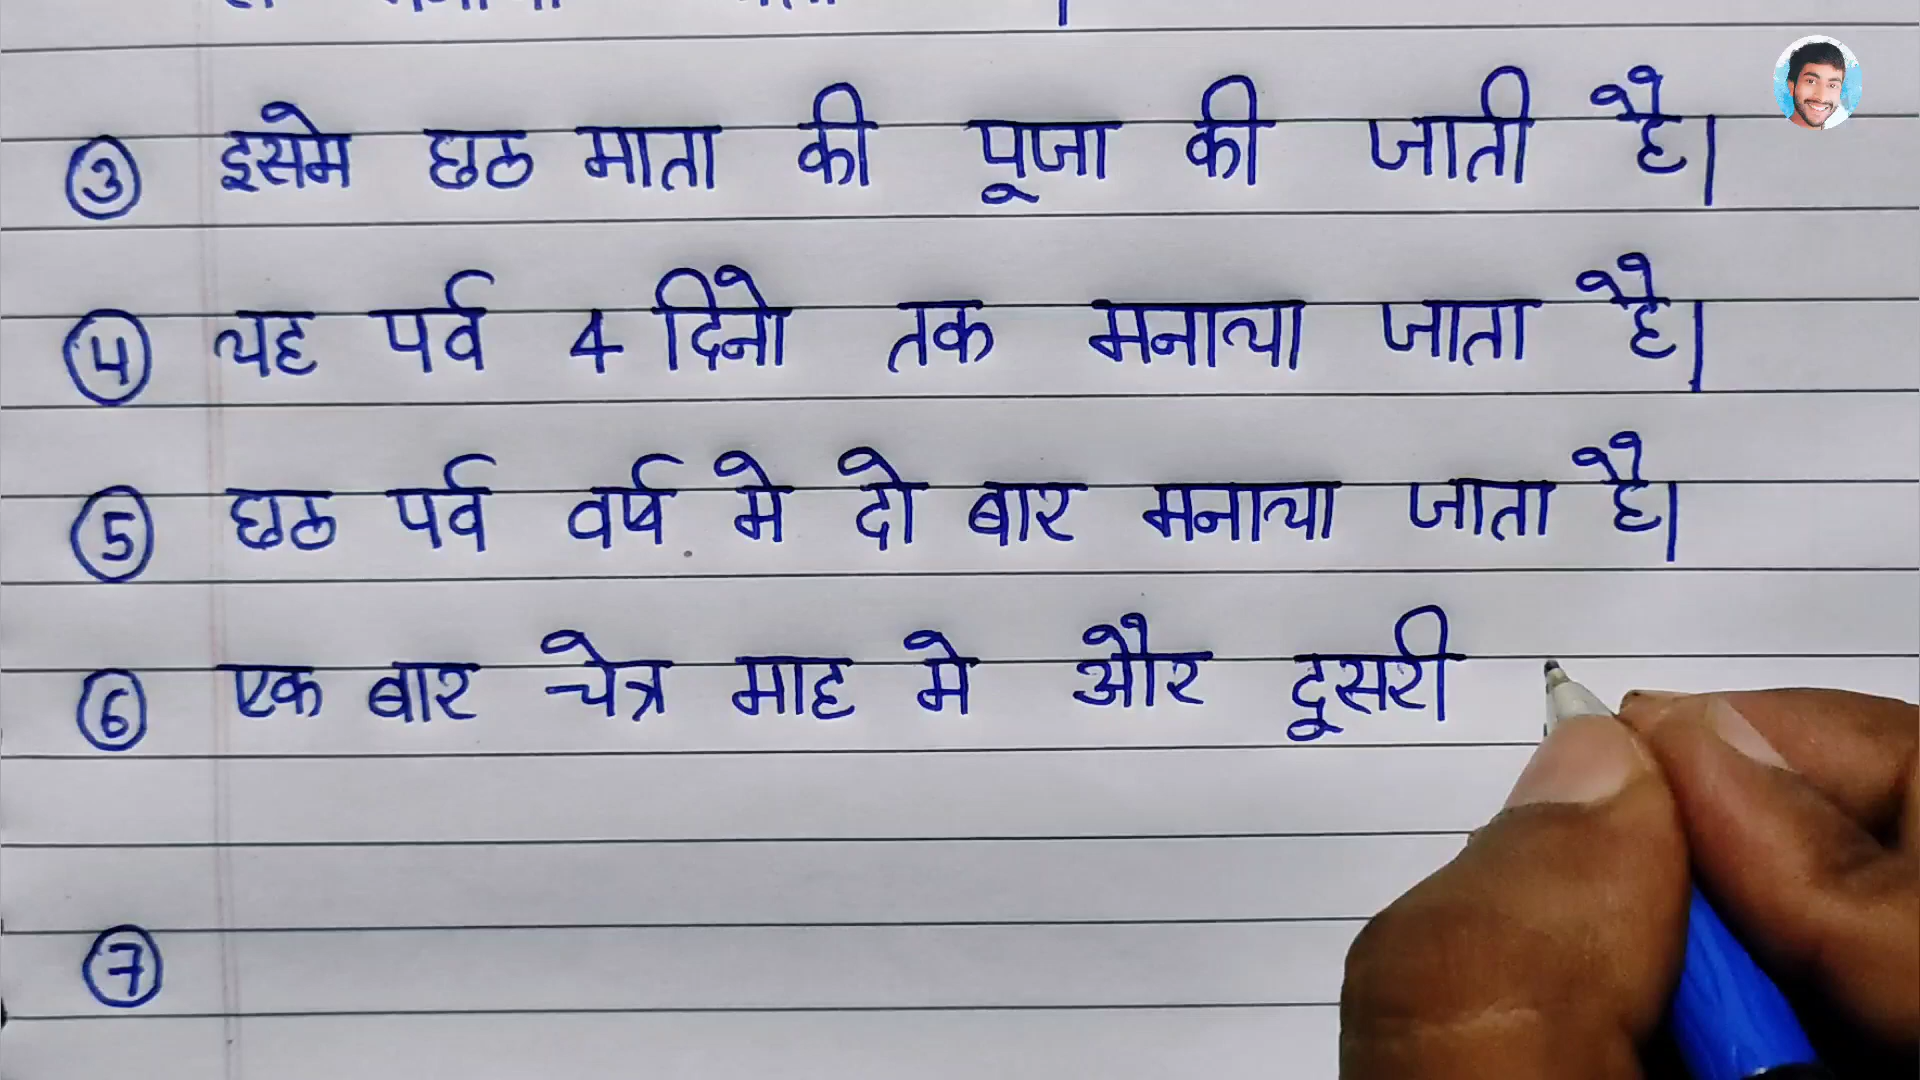 ③ इसमे छठ माता की पूजा की जाती है।
④ यह पर्व 4 दिनो तक मनाया जाता है।
⑤ छठ पर्व वर्ष मे दो बार मनाया जाता है।
⑥ एक बार चेत्र माह मे और दूसरी
⑦